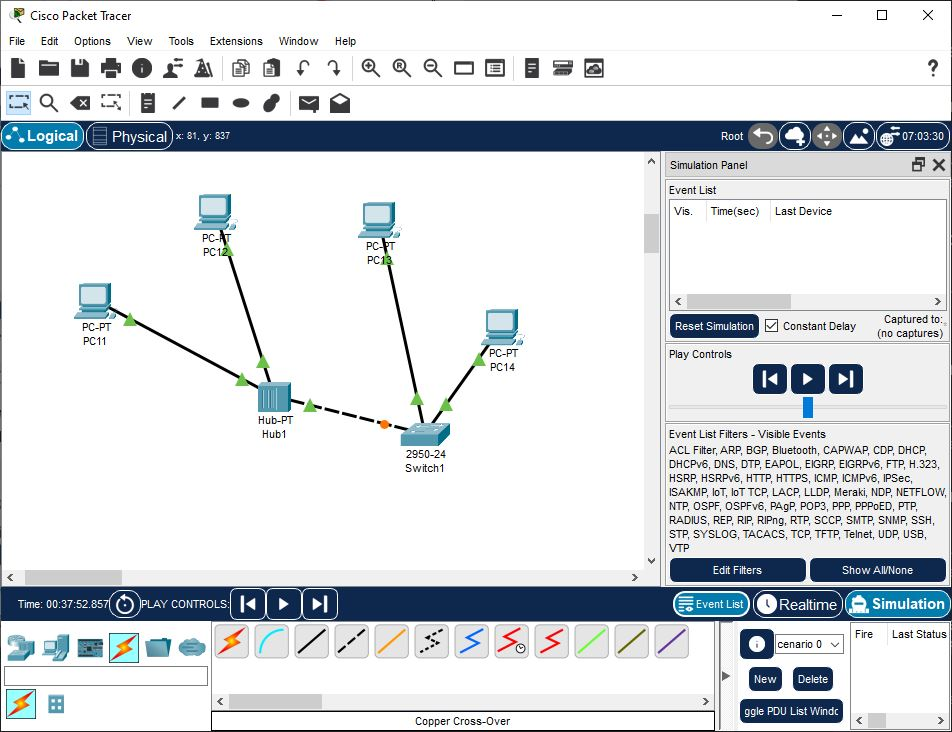 Cisco Packet Tracer
File Edit Options View Tools Extensions Window Help
?
Logical Physical x: 81, y: 837 Root 07:03:30
PC-PT
PC12
PC-PT
PC13
PC-PT
PC11
PC-PT
PC14
Hub-PT
Hub1
2950-24
Switch1
Simulation Panel
Event List
Vis. Time(sec) Last Device
Reset Simulation Constant Delay Captured to:
(no captures)
Play Controls
Event List Filters - Visible Events
ACL Filter, ARP, BGP, Bluetooth, CAPWAP, CDP, DHCP,
DHCPv6, DNS, DTP, EAPOL, EIGRP, EIGRPv6, FTP, H.323,
HSRP, HSRPv6, HTTP, HTTPS, ICMP, ICMPv6, IPSec,
ISAKMP, IoT, IoT TCP, LACP, LLDP, Meraki, NDP, NETFLOW,
NTP, OSPF, OSPFv6, PAgP, POP3, PPP, PPPoED, PTP,
RADIUS, REP, RIP, RIPng, RTP, SCCP, SMTP, SNMP, SSH,
STP, SYSLOG, TACACS, TCP, TFTP, Telnet, UDP, USB,
VTP
Edit Filters Show All/None
Time: 00:37:52.857 PLAY CONTROLS: Event List Realtime Simulation
cenario 0
New Delete
ggle PDU List Windo
Fire Last Status
Copper Cross-Over